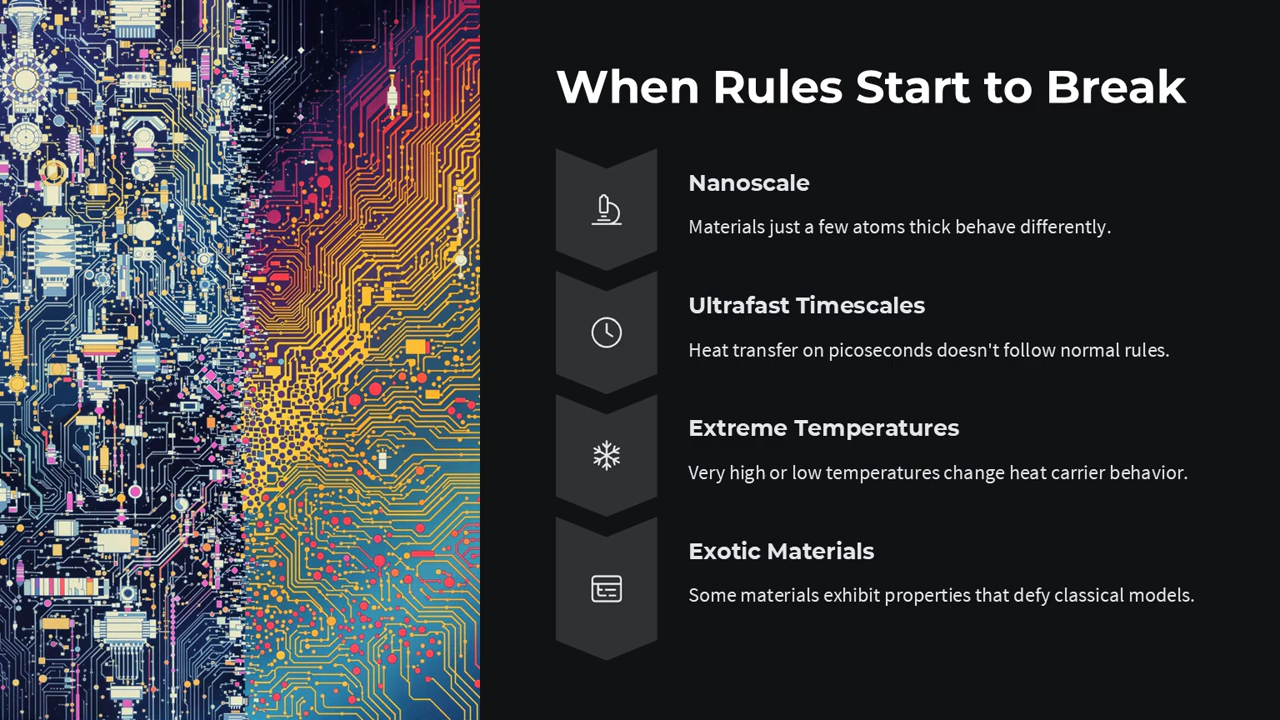 When Rules Start to Break
Nanoscale
Materials just a few atoms thick behave differently.
Ultrafast Timescales
Heat transfer on picoseconds doesn't follow normal rules.
Extreme Temperatures
Very high or low temperatures change heat carrier behavior.
Exotic Materials
Some materials exhibit properties that defy classical models.